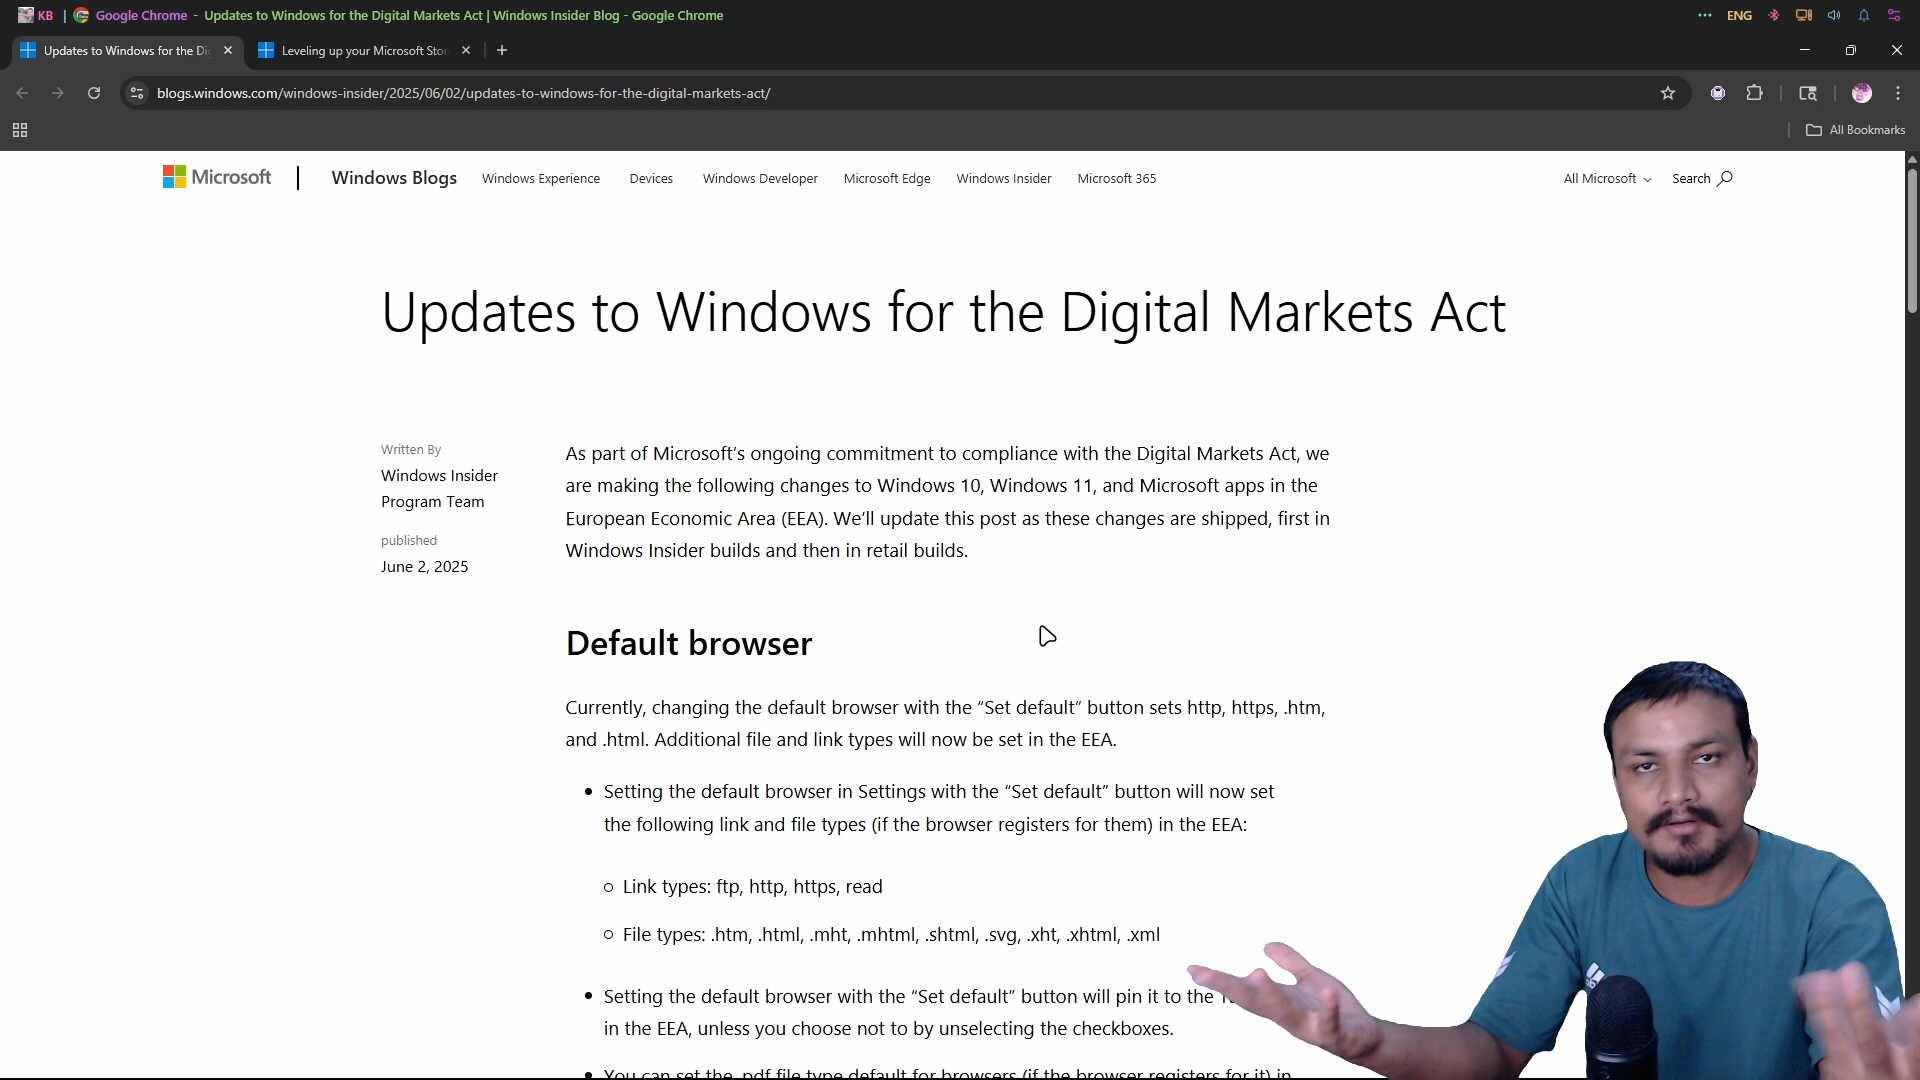 KB | Google Chrome - Updates to Windows for the Digital Markets Act | Windows Insider Blog - Google Chrome
ENG
Updates to Windows for the Di
Leveling up your Microsoft Sto
blogs.windows.com/windows-insider/2025/06/02/updates-to-windows-for-the-digital-markets-act/
All Bookmarks
Microsoft | Windows Blogs Windows Experience Devices Windows Developer Microsoft Edge Windows Insider Microsoft 365 All Microsoft Search
Updates to Windows for the Digital Markets Act
Written By
Windows Insider
Program Team
published
June 2, 2025
As part of Microsoft’s ongoing commitment to compliance with the Digital Markets Act, we
are making the following changes to Windows 10, Windows 11, and Microsoft apps in the
European Economic Area (EEA). We’ll update this post as these changes are shipped, first in
Windows Insider builds and then in retail builds.
Default browser
Currently, changing the default browser with the “Set default” button sets http, https, .htm,
and .html. Additional file and link types will now be set in the EEA.
• Setting the default browser in Settings with the “Set default” button will now set
the following link and file types (if the browser registers for them) in the EEA:
○ Link types: ftp, http, https, read
○ File types: .htm, .html, .mht, .mhtml, .shtml, .svg, .xht, .xhtml, .xml
• Setting the default browser with the “Set default” button will pin it to the
in the EEA, unless you choose not to by unselecting the checkboxes.
• You can set the .pdf file type default for browsers (if the browser registers for it) in